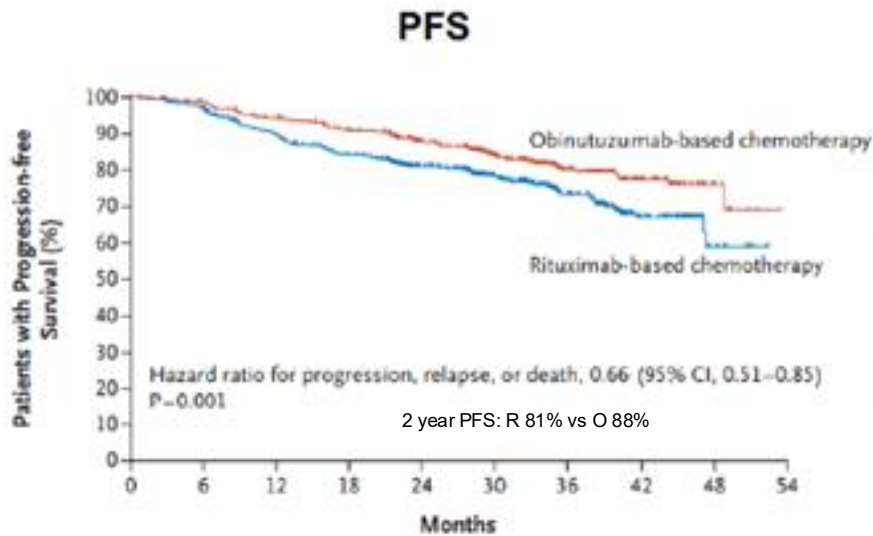 PFS
Patients with Progression-free
Survival (%)
100
90
80
70
60
50
40
30
20
10
0
Obinutuzumab-based chemotherapy
Rituximab-based chemotherapy
Hazard ratio for progression, relapse, or death, 0.66 (95% CI, 0.51–0.85)
P=0.001
2 year PFS: R 81% vs O 88%
0 6 12 18 24 30 36 42 48 54
Months